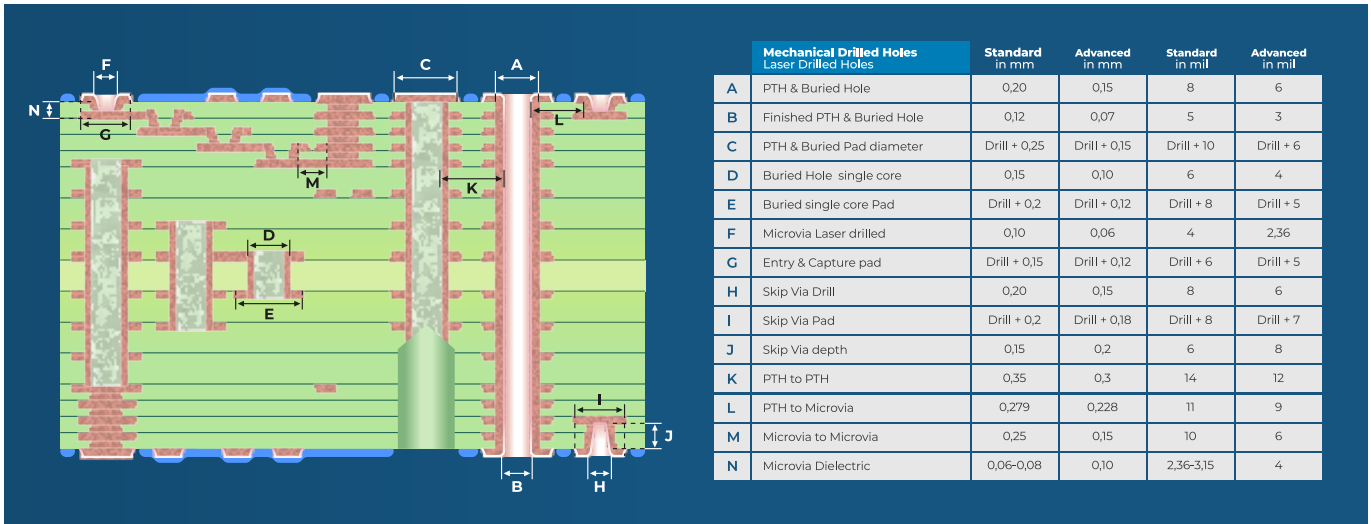 F
C
A
N
L
G
M
K
D
E
I
J
B
H
Mechanical Drilled Holes Standard Advanced Standard Advanced
Laser Drilled Holes in mm in mm in mil in mil
A PTH & Buried Hole 0,20 0,15 8 6
B Finished PTH & Buried Hole 0,12 0,07 5 3
C PTH & Buried Pad diameter Drill + 0,25 Drill + 0,15 Drill + 10 Drill + 6
D Buried Hole single core 0,15 0,10 6 4
E Buried single core Pad Drill + 0,2 Drill + 0,12 Drill + 8 Drill + 5
F Microvia Laser drilled 0,10 0,06 4 2,36
G Entry & Capture pad Drill + 0,15 Drill + 0,12 Drill + 6 Drill + 5
H Skip Via Drill 0,20 0,15 8 6
I Skip Via Pad Drill + 0,2 Drill + 0,18 Drill + 8 Drill + 7
J Skip Via depth 0,15 0,2 6 8
K PTH to PTH 0,35 0,3 14 12
L PTH to Microvia 0,279 0,228 11 9
M Microvia to Microvia 0,25 0,15 10 6
N Microvia Dielectric 0,06-0,08 0,10 2,36-3,15 4